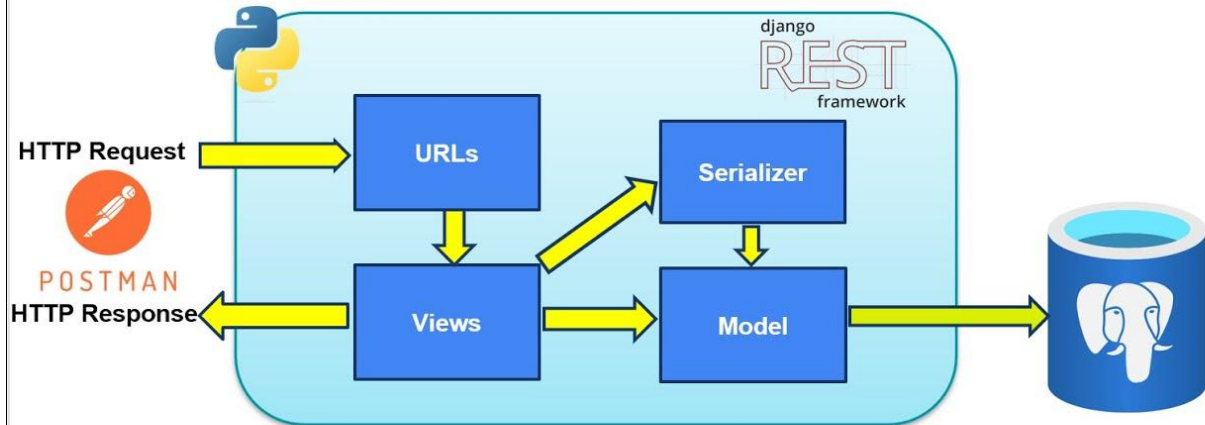 django
REST
framework
HTTP Request
URLs
Serializer
POSTMAN
HTTP Response
Views
Model